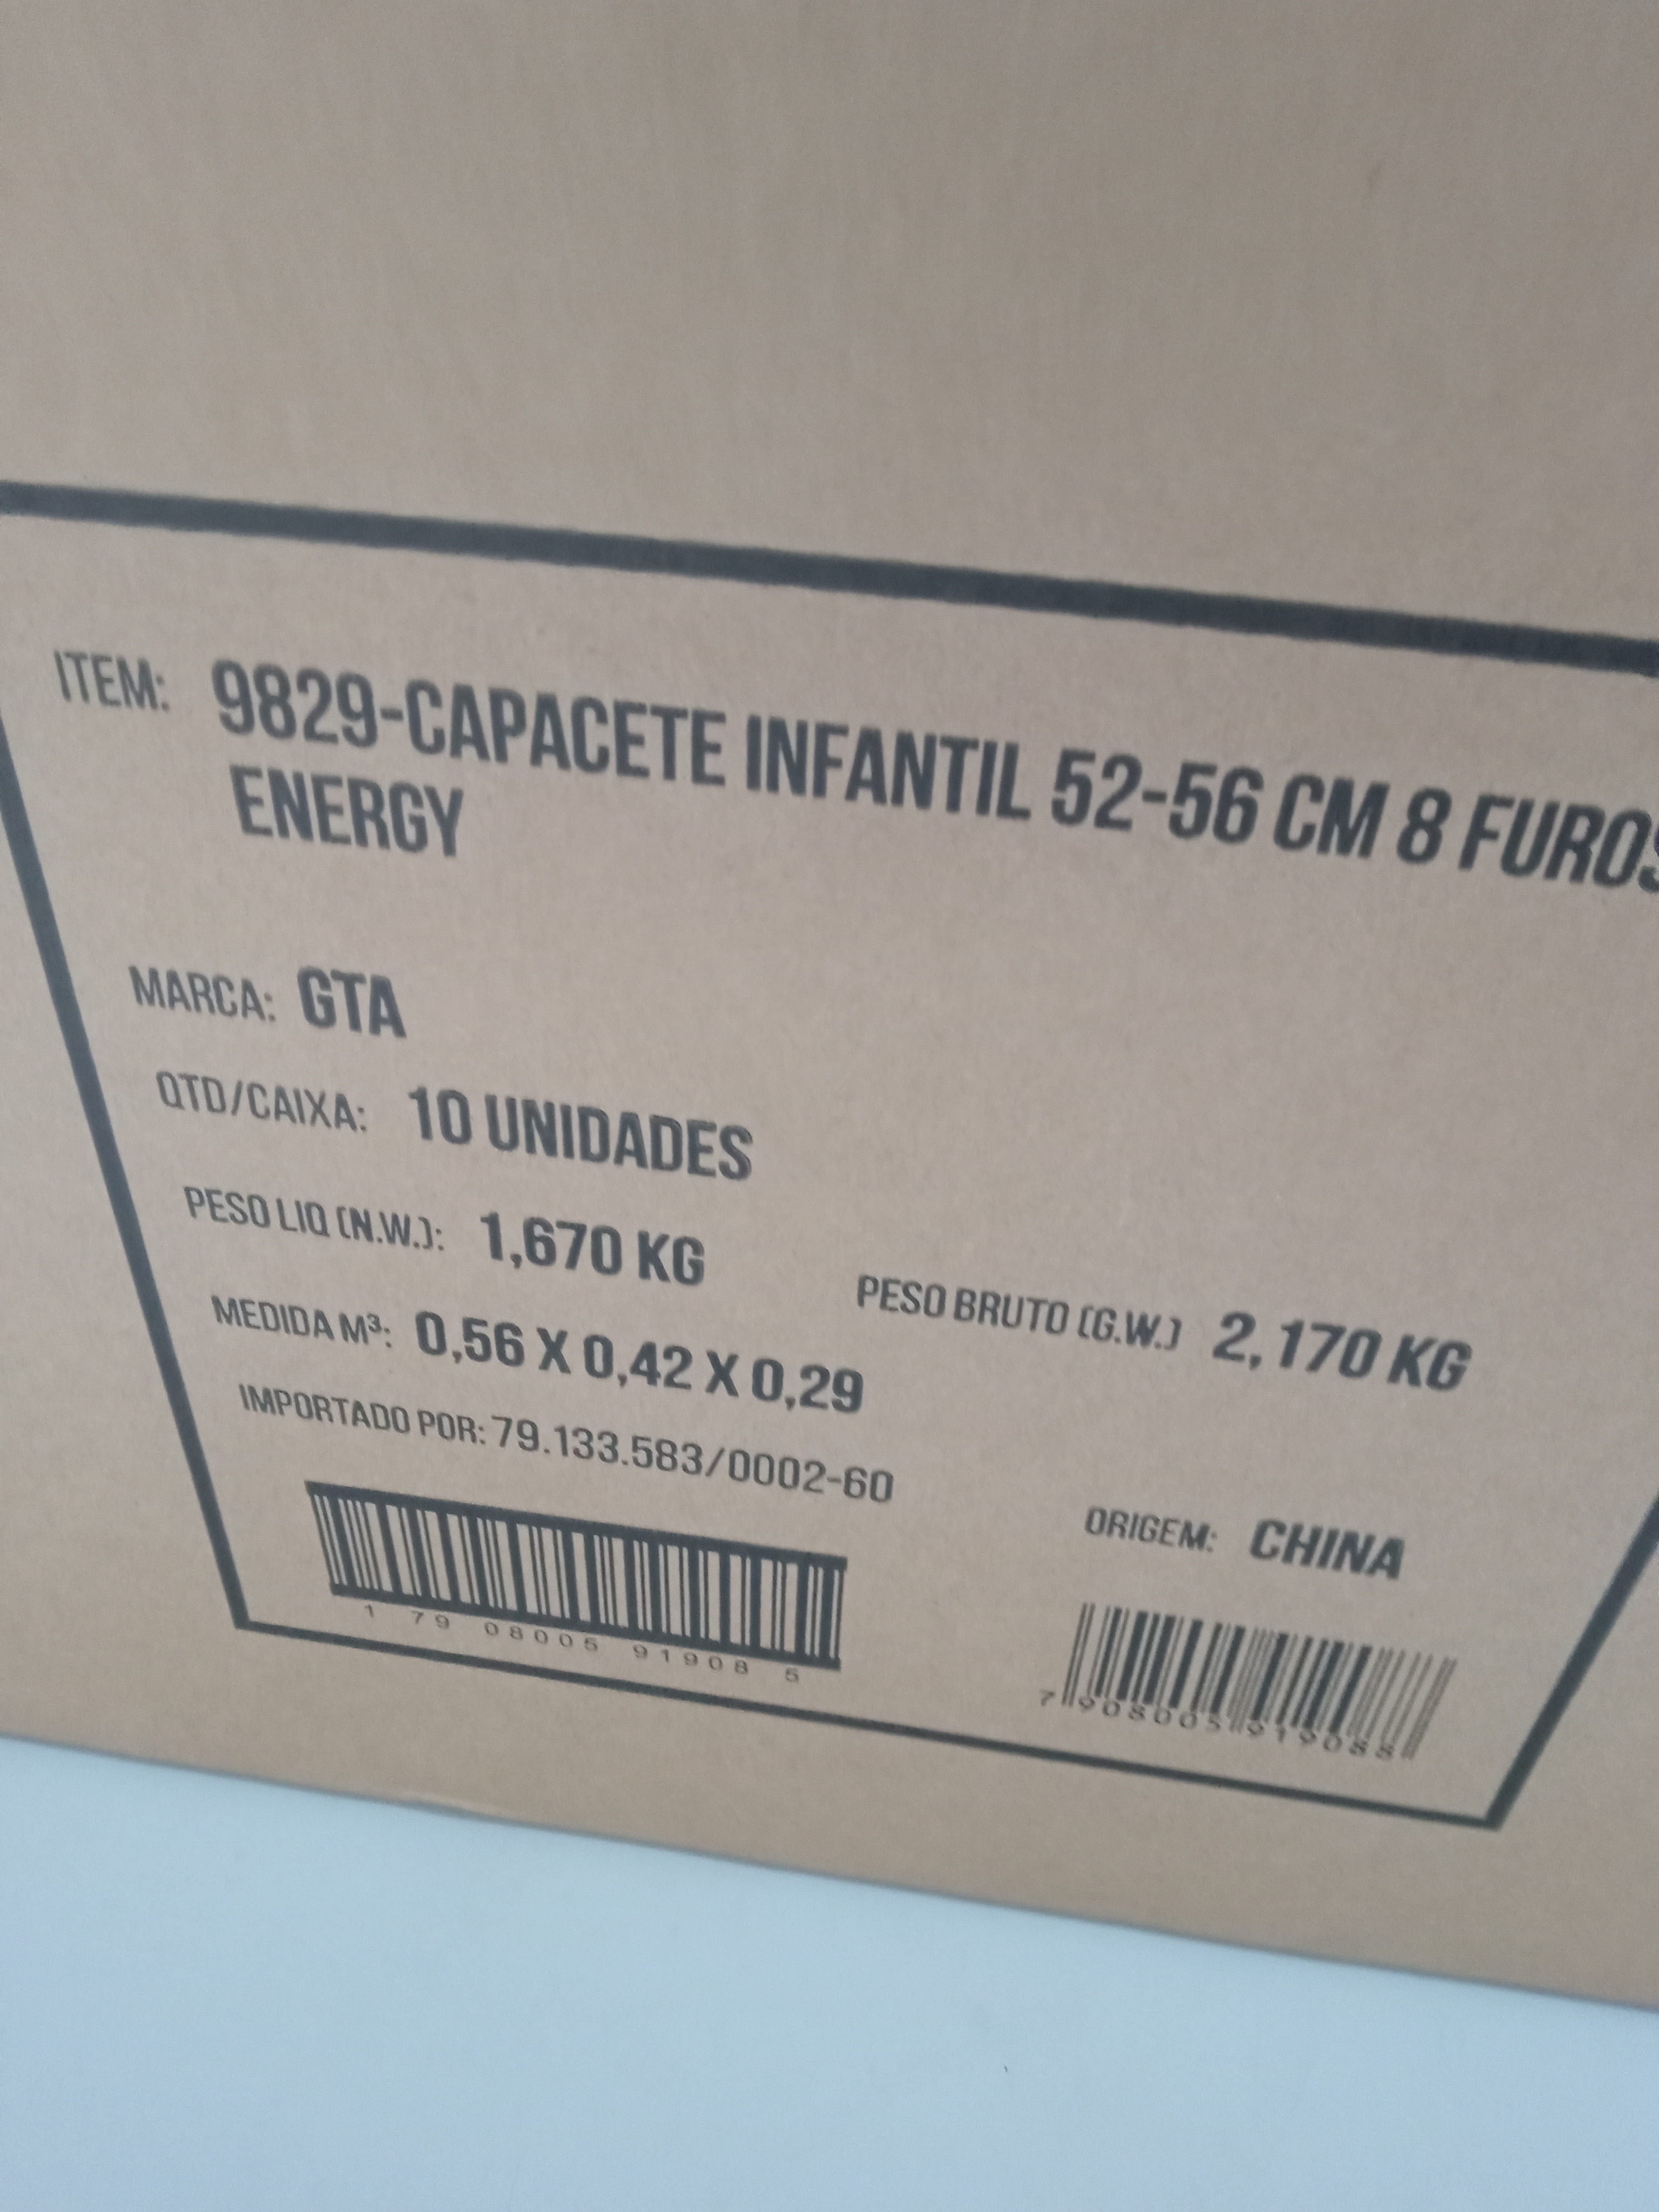 ITEM: 9829-CAPACETE INFANTIL 52-56 CM 8 FUROS
ENERGY
MARCA: GTA
QTD/CAIXA: 10 UNIDADES
PESO LIQ (N.W.): 1,670 KG
PESO BRUTO (G.W.) 2,170 KG
MEDIDA M³: 0,56 X 0,42 X 0,29
IMPORTADO POR: 79.133.583/0002-60
ORIGEM: CHINA
1 79 08005 91908 5
7 908005 919088